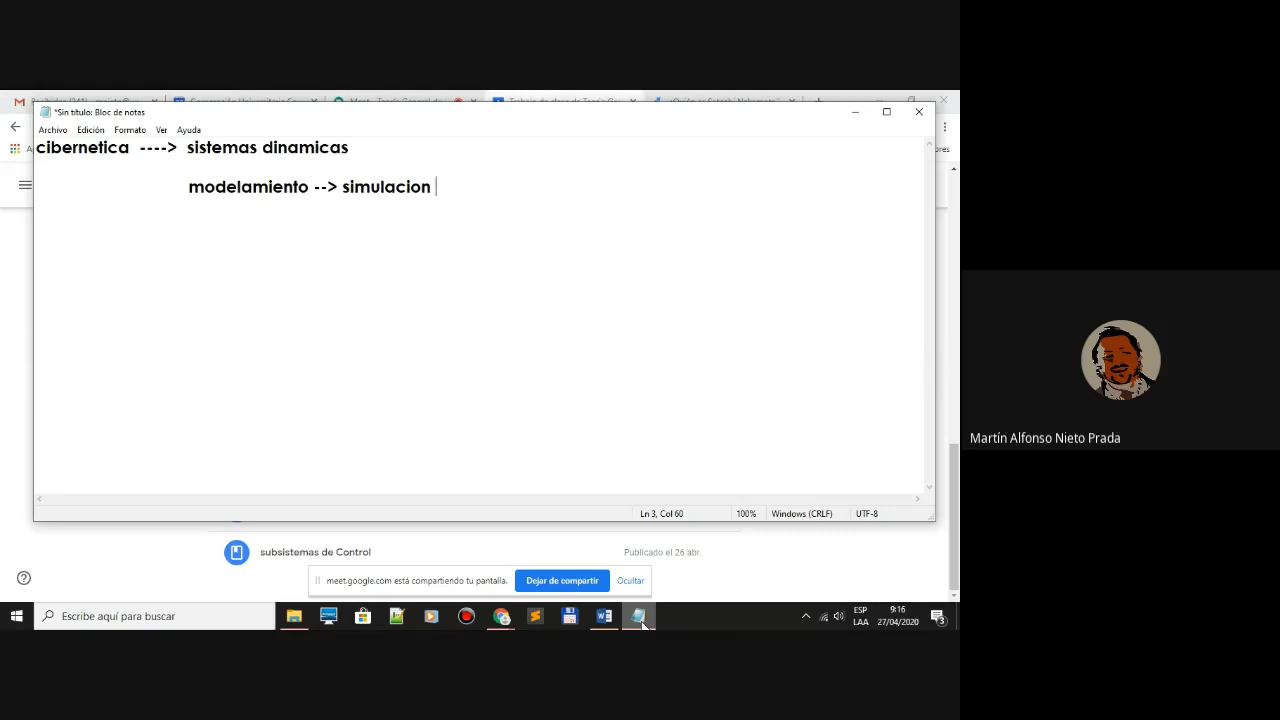 *Sin título: Bloc de notas
Archivo Edición Formato Ver Ayuda
cibernetica ----> sistemas dinamicas
modelamiento --> simulacion
Ln 3, Col 60 100% Windows (CRLF) UTF-8
subsistemas de Control Publicado el 26 abr.
meet.google.com está compartiendo tu pantalla. Dejar de compartir Ocultar
Escribe aquí para buscar
ESP
LAA
9:16
27/04/2020
3
Martín Alfonso Nieto Prada